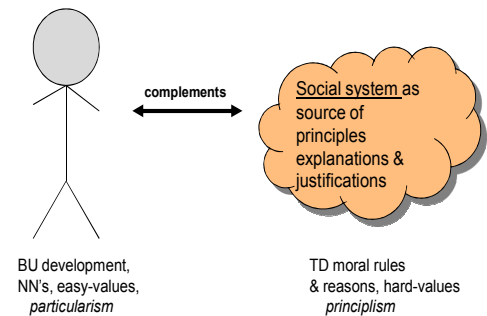 complements
Social system as
source of
principles
explanations &
justifications
BU development,
NN's, easy-values,
particularism
TD moral rules
& reasons, hard-values
principlism